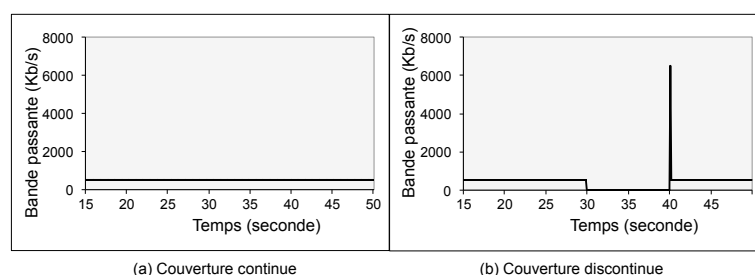 Bande passante (Kb/s)
8000
6000
4000
2000
0
15 20 25 30 35 40 45 50
Temps (seconde)
(a) Couverture continue
Bande passante (Kb/s)
8000
6000
4000
2000
0
15 20 25 30 35 40 45
Temps (seconde)
(b) Couverture discontinue